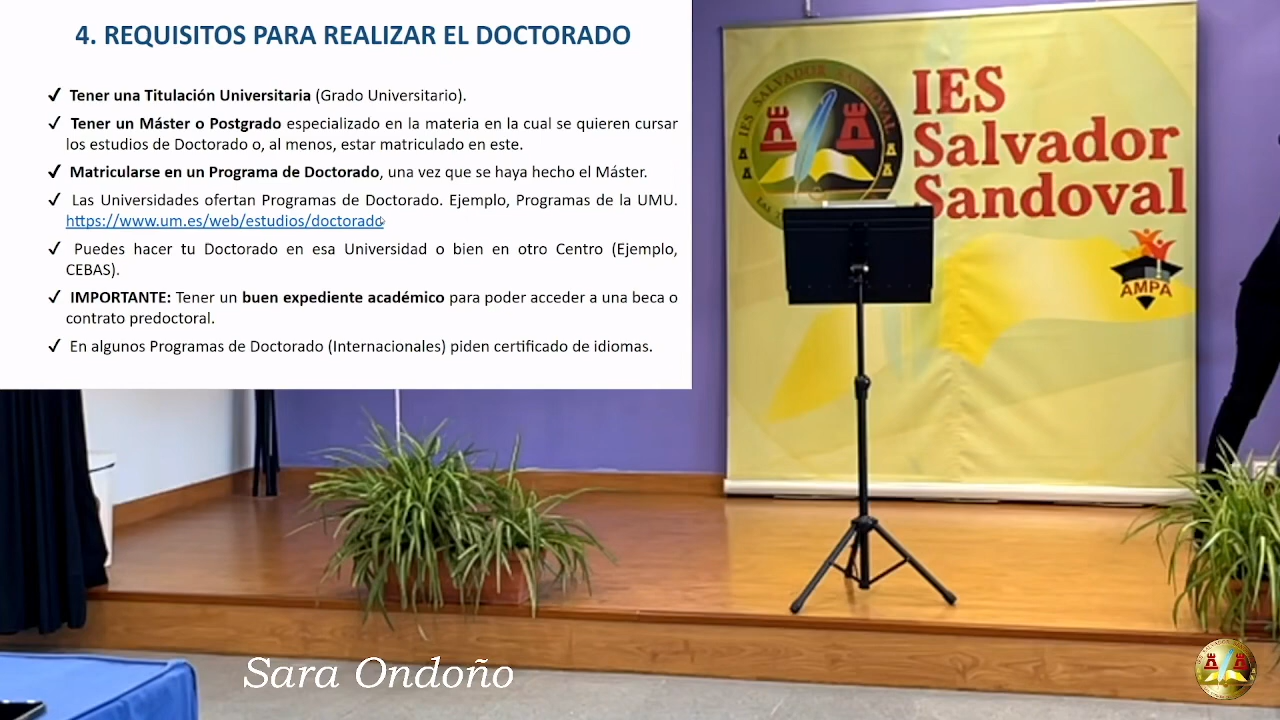 4. REQUISITOS PARA REALIZAR EL DOCTORADO
✓ Tener una Titulación Universitaria (Grado Universitario).
✓ Tener un Máster o Postgrado especializado en la materia en la cual se quieren cursar
los estudios de Doctorado o, al menos, estar matriculado en este.
✓ Matricularse en un Programa de Doctorado, una vez que se haya hecho el Máster.
✓ Las Universidades ofertan Programas de Doctorado. Ejemplo, Programas de la UMU.
https://www.um.es/web/estudios/doctorado
✓ Puedes hacer tu Doctorado en esa Universidad o bien en otro Centro (Ejemplo,
CEBAS).
✓ IMPORTANTE: Tener un buen expediente académico para poder acceder a una beca o
contrato predoctoral.
✓ En algunos Programas de Doctorado (Internacionales) piden certificado de idiomas.
IES SALVADOR SANDOVAL
IES
Salvador
Sandoval
AMPA
Sara Ondoño